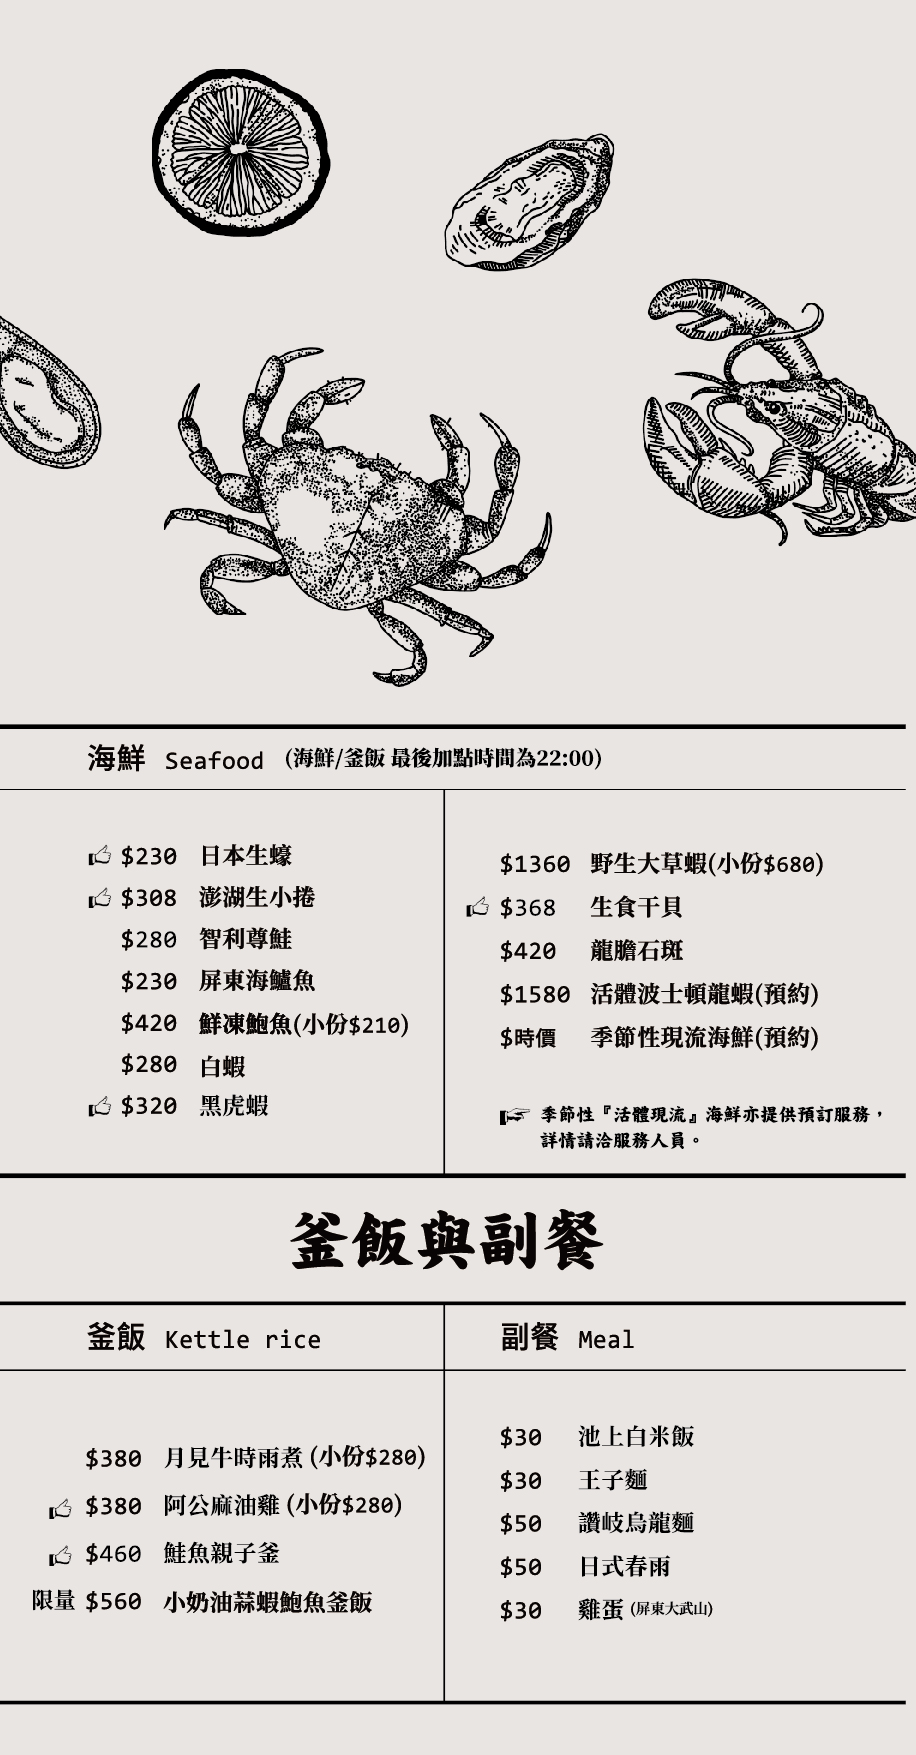 海鮮 Seafood (海鮮/釜飯 最後加點時間為22:00)
$230 日本生蠔
$308 澎湖生小捲
$280 智利尊鮭
$230 屏東海鱸魚
$420 鮮凍鮑魚(小份$210)
$280 白蝦
$320 黑虎蝦
$1360 野生大草蝦(小份$680)
$368 生食干貝
$420 龍膽石斑
$1580 活體波士頓龍蝦(預約)
$時價 季節性現流海鮮(預約)
季節性『活體現流』海鮮亦提供預訂服務，
詳情請洽服務人員。
釜飯與副餐
釜飯 Kettle rice
$380 月見牛時雨煮 (小份$280)
$380 阿公麻油雞 (小份$280)
$460 鮭魚親子釜
限量 $560 小奶油蒜蝦鮑魚釜飯
副餐 Meal
$30 池上白米飯
$30 王子麵
$50 讚岐烏龍麵
$50 日式春雨
$30 雞蛋 (屏東大武山)